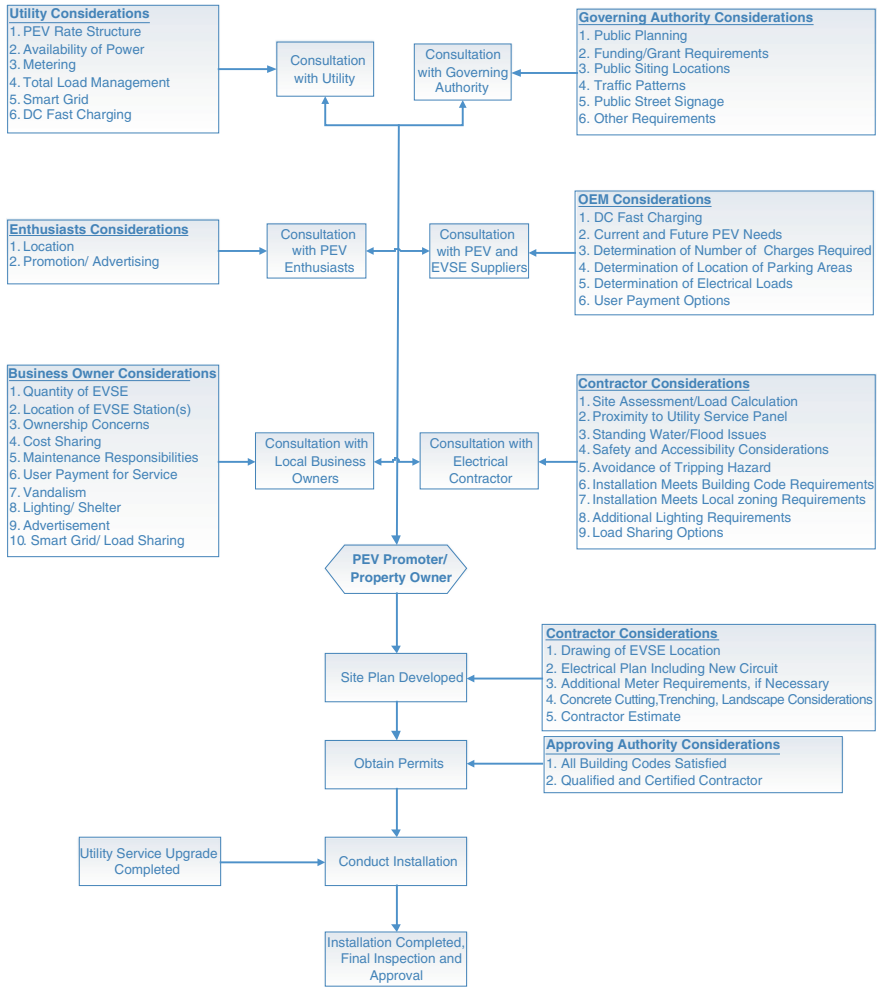 Utility Considerations
1. PEV Rate Structure
2. Availability of Power
3. Metering
4. Total Load Management
5. Smart Grid
6. DC Fast Charging
Consultation
with Utility
Consultation
with Governing
Authority
Governing Authority Considerations
1. Public Planning
2. Funding/Grant Requirements
3. Public Siting Locations
4. Traffic Patterns
5. Public Street Signage
6. Other Requirements
Enthusiasts Considerations
1. Location
2. Promotion/ Advertising
Consultation
with PEV
Enthusiasts
Consultation
with PEV and
EVSE Suppliers
OEM Considerations
1. DC Fast Charging
2. Current and Future PEV Needs
3. Determination of Number of Charges Required
4. Determination of Location of Parking Areas
5. Determination of Electrical Loads
6. User Payment Options
Business Owner Considerations
1. Quantity of EVSE
2. Location of EVSE Station(s)
3. Ownership Concerns
4. Cost Sharing
5. Maintenance Responsibilities
6. User Payment for Service
7. Vandalism
8. Lighting/ Shelter
9. Advertisement
10. Smart Grid/ Load Sharing
Consultation with
Local Business
Owners
Consultation with
Electrical
Contractor
Contractor Considerations
1. Site Assessment/Load Calculation
2. Proximity to Utility Service Panel
3. Standing Water/Flood Issues
4. Safety and Accessibility Considerations
5. Avoidance of Tripping Hazard
6. Installation Meets Building Code Requirements
7. Installation Meets Local zoning Requirements
8. Additional Lighting Requirements
9. Load Sharing Options
PEV Promoter/
Property Owner
Site Plan Developed
Contractor Considerations
1. Drawing of EVSE Location
2. Electrical Plan Including New Circuit
3. Additional Meter Requirements, if Necessary
4. Concrete Cutting,Trenching, Landscape Considerations
5. Contractor Estimate
Obtain Permits
Approving Authority Considerations
1. All Building Codes Satisfied
2. Qualified and Certified Contractor
Utility Service Upgrade
Completed
Conduct Installation
Installation Completed,
Final Inspection and
Approval